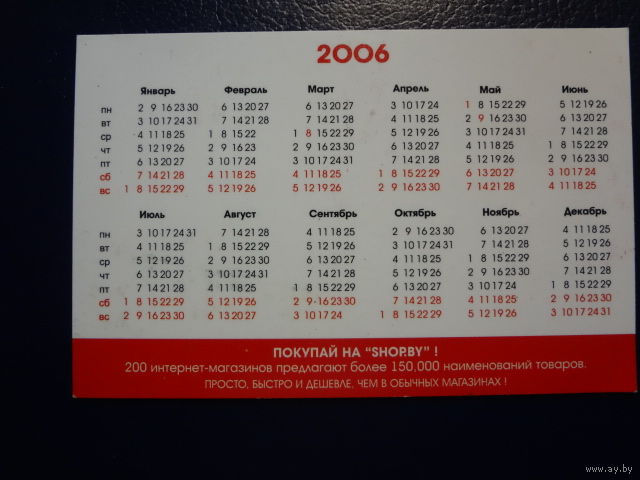 2006
Январь Февраль Март Апрель Май Июнь
пн 2 9 16 23 30 6 13 20 27 6 13 20 27 3 10 17 24 1 8 15 22 29 5 12 19 26
вт 3 10 17 24 31 7 14 21 28 7 14 21 28 4 11 18 25 2 9 16 23 30 6 13 20 27
ср 4 11 18 25 1 8 15 22 1 8 15 22 29 5 12 19 26 3 10 17 24 31 7 14 21 28
чт 5 12 19 26 2 9 16 23 2 9 16 23 30 6 13 20 27 4 11 18 25 1 8 15 22 29
пт 6 13 20 27 3 10 17 24 3 10 17 24 31 7 14 21 28 5 12 19 26 2 9 16 23 30
сб 7 14 21 28 4 11 18 25 4 11 18 25 1 8 15 22 29 6 13 20 27 3 10 17 24
вс 1 8 15 22 29 5 12 19 26 5 12 19 26 2 9 16 23 30 7 14 21 28 4 11 18 25
Июль Август Сентябрь Октябрь Ноябрь Декабрь
пн 3 10 17 24 31 7 14 21 28 4 11 18 25 2 9 16 23 30 6 13 20 27 4 11 18 25
вт 4 11 18 25 1 8 15 22 29 5 12 19 26 3 10 17 24 31 7 14 21 28 5 12 19 26
ср 5 12 19 26 2 9 16 23 30 6 13 20 27 4 11 18 25 1 8 15 22 29 6 13 20 27
чт 6 13 20 27 3 10 17 24 31 7 14 21 28 5 12 19 26 2 9 16 23 30 7 14 21 28
пт 7 14 21 28 4 11 18 25 1 8 15 22 29 6 13 20 27 3 10 17 24 1 8 15 22 29
сб 1 8 15 22 29 5 12 19 26 2 9 16 23 30 7 14 21 28 4 11 18 25 2 9 16 23 30
вс 2 9 16 23 30 6 13 20 27 3 10 17 24 1 8 15 22 29 5 12 19 26 3 10 17 24 31
ПОКУПАЙ НА "SHOP.BY" !
200 интернет-магазинов предлагают более 150,000 наименований товаров.
ПРОСТО, БЫСТРО И ДЕШЕВЛЕ, ЧЕМ В ОБЫЧНЫХ МАГАЗИНАХ !
www.ay.by